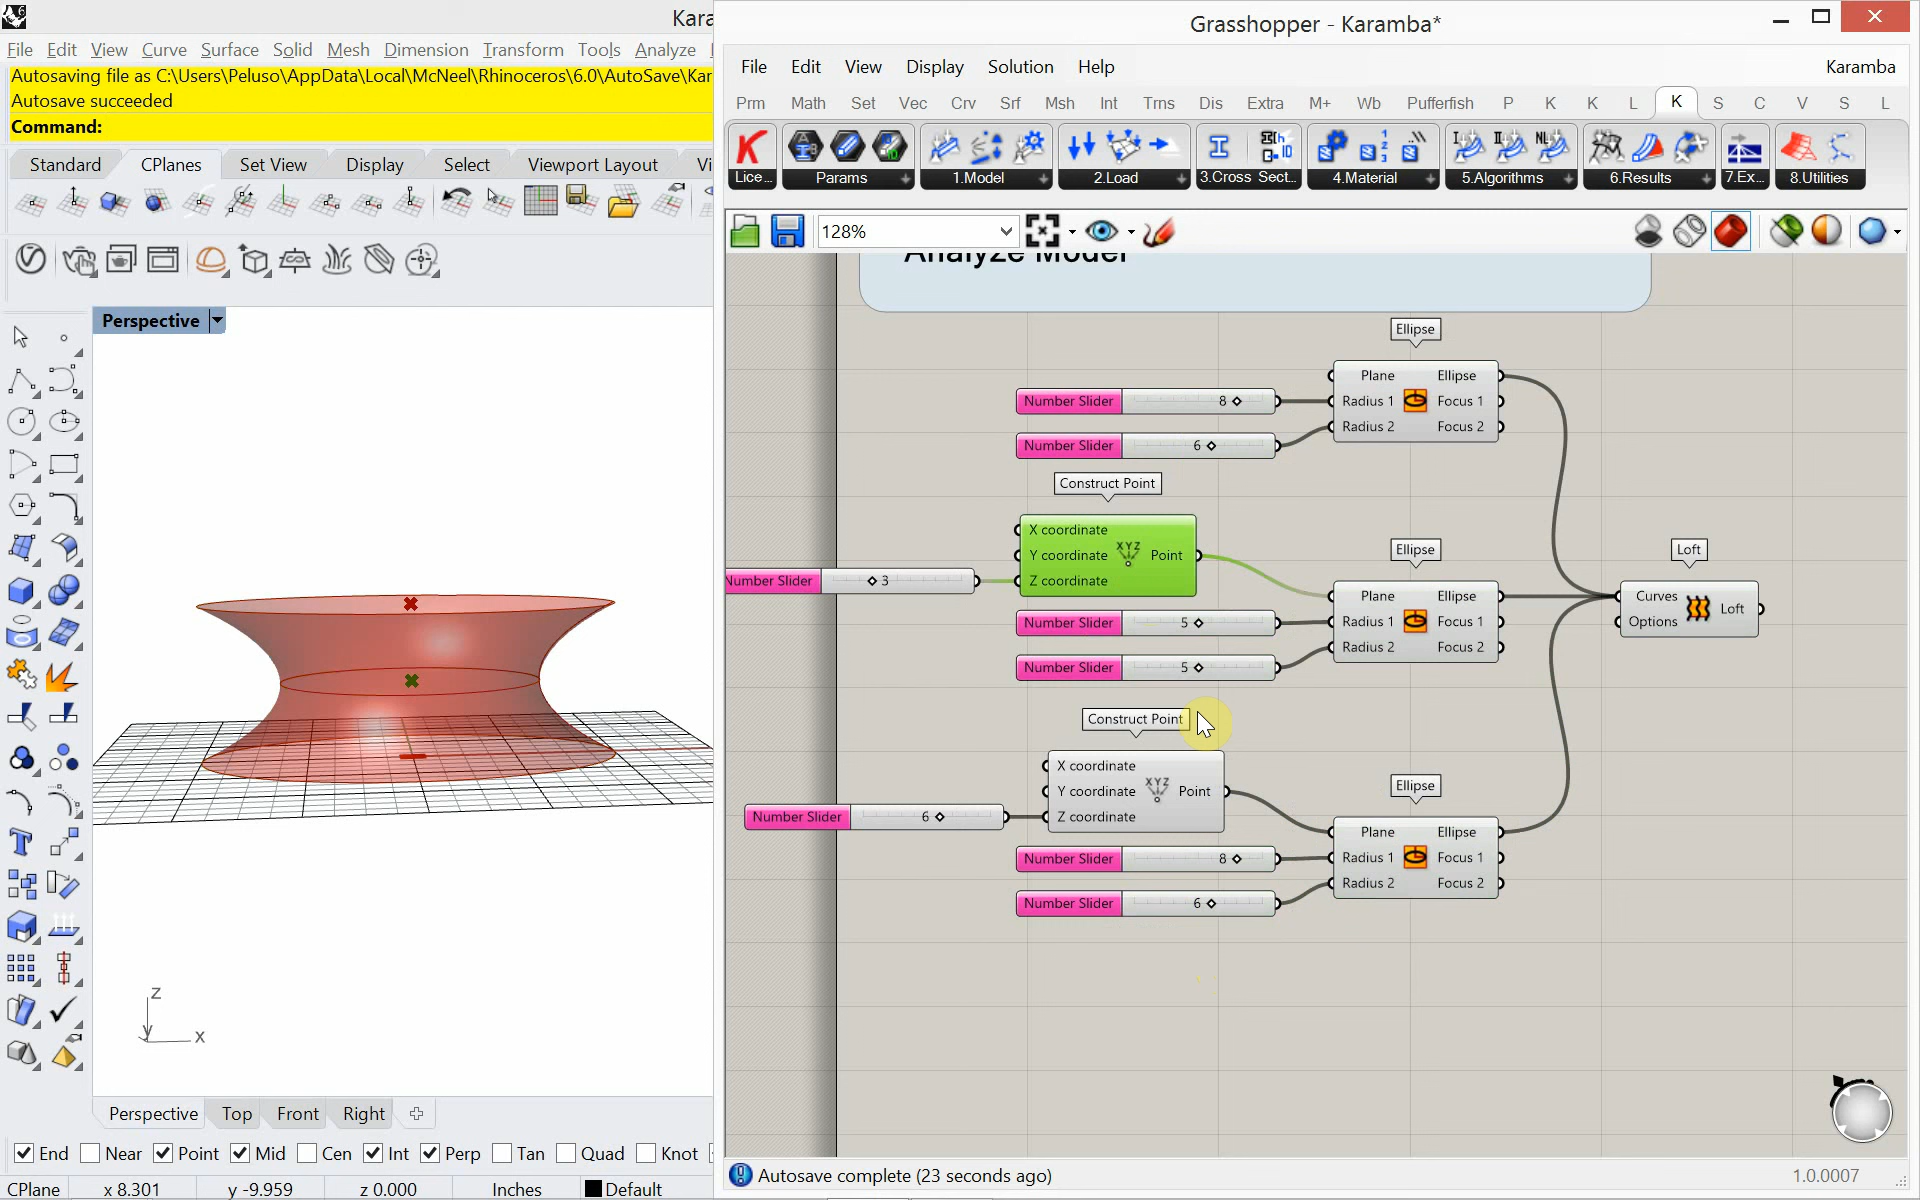 Kara
File Edit View Curve Surface Solid Mesh Dimension Transform Tools Analyze
Autosaving file as C:\Users\Peluso\AppData\Local\McNeel\Rhinoceros\6.0\AutoSave\Kar
Autosave succeeded
Command:
Standard CPlanes Set View Display Select Viewport Layout Vi
Perspective
z
y x
Perspective Top Front Right
End Near Point Mid Cen Int Perp Tan Quad Knot
CPlane x 8.301 y -9.959 z 0.000 Inches Default
Grasshopper - Karamba*
File Edit View Display Solution Help Karamba
Prm Math Set Vec Crv Srf Msh Int Trns Dis Extra M+ Wb Pufferfish P K K L K S C V S L
Lice... Params 1.Model 2.Load 3.Cross Sect... 4.Material 5.Algorithms 6.Results 7.Ex... 8.Utilities
128%
Analyze Model
Ellipse
Plane Ellipse
Number Slider 8 Radius 1 Focus 1
Number Slider 6 Radius 2 Focus 2
Construct Point
X coordinate
Y coordinate XYZ Point
Number Slider 3 Z coordinate
Ellipse
Plane Ellipse
Number Slider 5 Radius 1 Focus 1
Number Slider 5 Radius 2 Focus 2
Loft
Curves Loft
Options
Construct Point
X coordinate
Y coordinate XYZ Point
Number Slider 6 Z coordinate
Ellipse
Plane Ellipse
Number Slider 8 Radius 1 Focus 1
Number Slider 6 Radius 2 Focus 2
Autosave complete (23 seconds ago) 1.0.0007